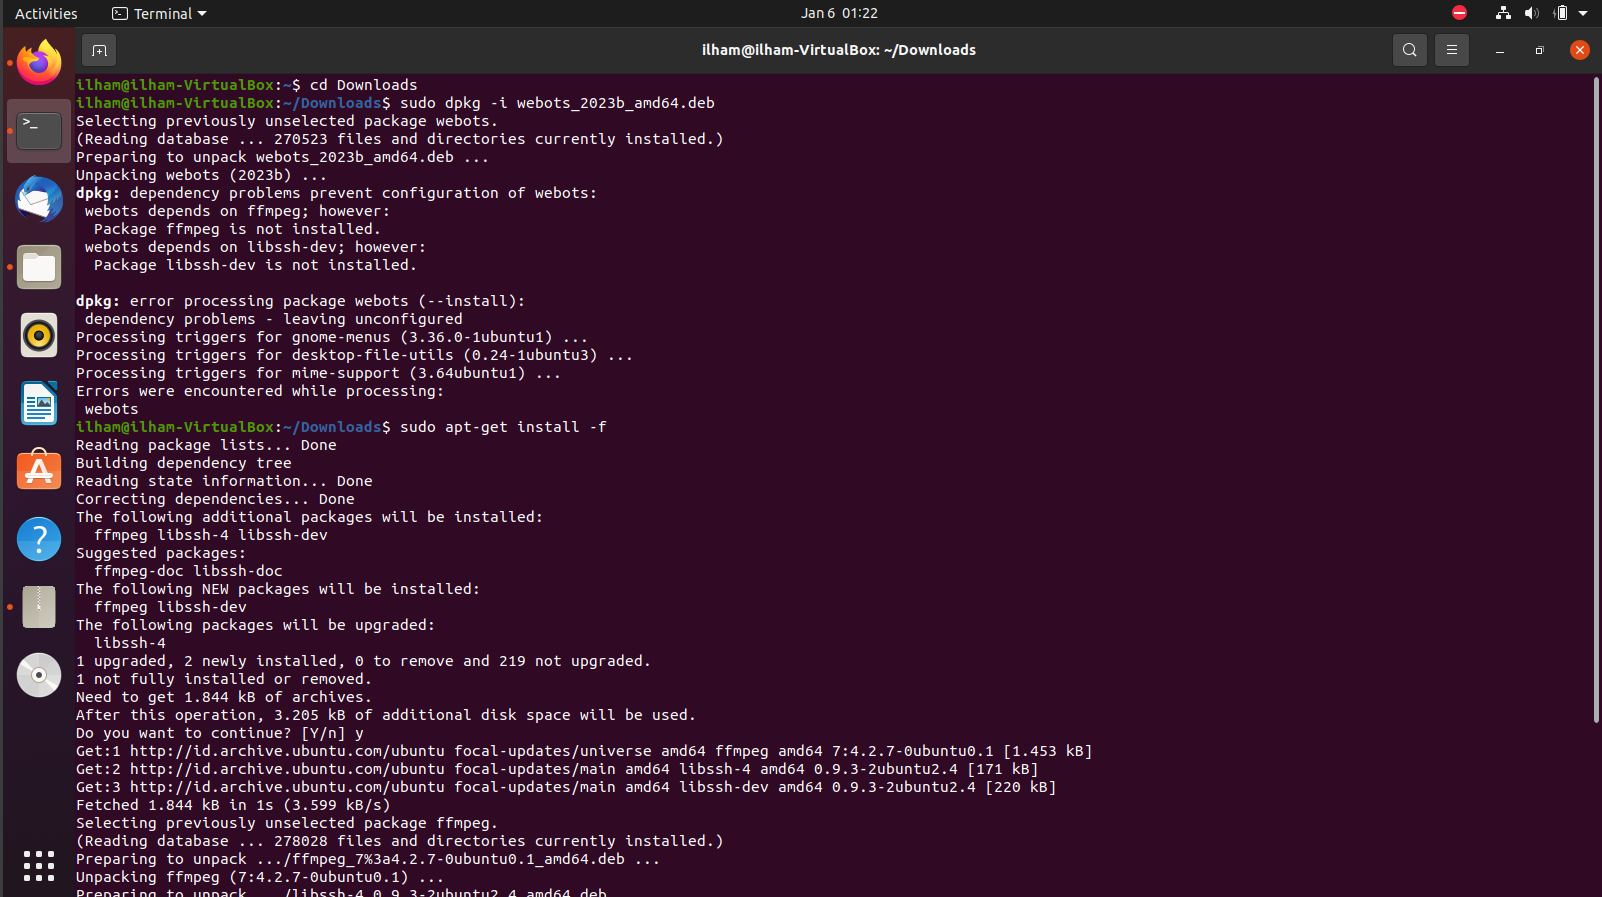 Activities
Terminal
Jan 6 01:22
ilham@ilham-VirtualBox: ~/Downloads
ilham@ilham-VirtualBox:~$ cd Downloads
ilham@ilham-VirtualBox:~/Downloads$ sudo dpkg -i webots_2023b_amd64.deb
Selecting previously unselected package webots.
(Reading database ... 270523 files and directories currently installed.)
Preparing to unpack webots_2023b_amd64.deb ...
Unpacking webots (2023b) ...
dpkg: dependency problems prevent configuration of webots:
 webots depends on ffmpeg; however:
  Package ffmpeg is not installed.
 webots depends on libssh-dev; however:
  Package libssh-dev is not installed.

dpkg: error processing package webots (--install):
 dependency problems - leaving unconfigured
Processing triggers for gnome-menus (3.36.0-1ubuntu1) ...
Processing triggers for desktop-file-utils (0.24-1ubuntu3) ...
Processing triggers for mime-support (3.64ubuntu1) ...
Errors were encountered while processing:
 webots
ilham@ilham-VirtualBox:~/Downloads$ sudo apt-get install -f
Reading package lists... Done
Building dependency tree
Reading state information... Done
Correcting dependencies... Done
The following additional packages will be installed:
  ffmpeg libssh-4 libssh-dev
Suggested packages:
  ffmpeg-doc libssh-doc
The following NEW packages will be installed:
  ffmpeg libssh-dev
The following packages will be upgraded:
  libssh-4
1 upgraded, 2 newly installed, 0 to remove and 219 not upgraded.
1 not fully installed or removed.
Need to get 1.844 kB of archives.
After this operation, 3.205 kB of additional disk space will be used.
Do you want to continue? [Y/n] y
Get:1 http://id.archive.ubuntu.com/ubuntu focal-updates/universe amd64 ffmpeg amd64 7:4.2.7-0ubuntu0.1 [1.453 kB]
Get:2 http://id.archive.ubuntu.com/ubuntu focal-updates/main amd64 libssh-4 amd64 0.9.3-2ubuntu2.4 [171 kB]
Get:3 http://id.archive.ubuntu.com/ubuntu focal-updates/main amd64 libssh-dev amd64 0.9.3-2ubuntu2.4 [220 kB]
Fetched 1.844 kB in 1s (3.599 kB/s)
Selecting previously unselected package ffmpeg.
(Reading database ... 278028 files and directories currently installed.)
Preparing to unpack .../ffmpeg_7%3a4.2.7-0ubuntu0.1_amd64.deb ...
Unpacking ffmpeg (7:4.2.7-0ubuntu0.1) ...
Preparing to unpack .../libssh-4_0.9.3-2ubuntu2.4_amd64.deb ...